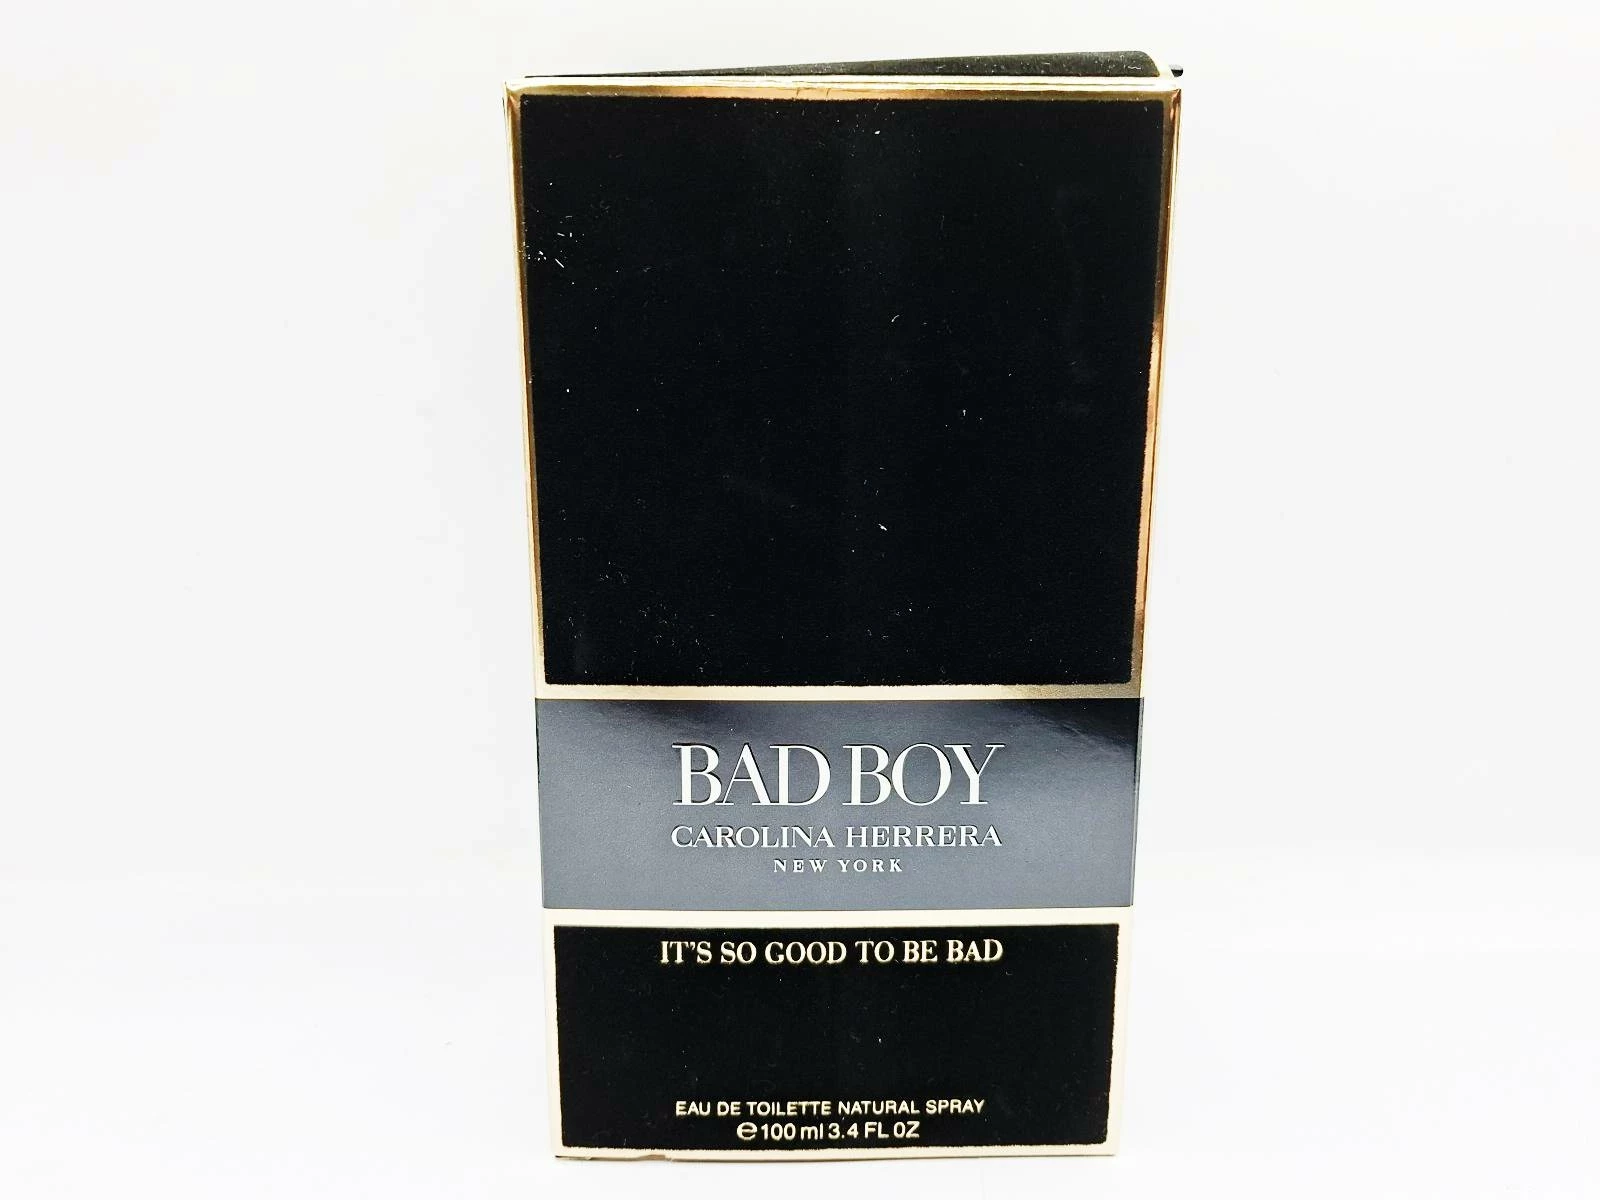 BAD BOY
CAROLINA HERRERA
NEW YORK
IT'S SO GOOD TO BE BAD
EAU DE TOILETTE NATURAL SPRAY
℮ 100 ml 3.4 FL OZ